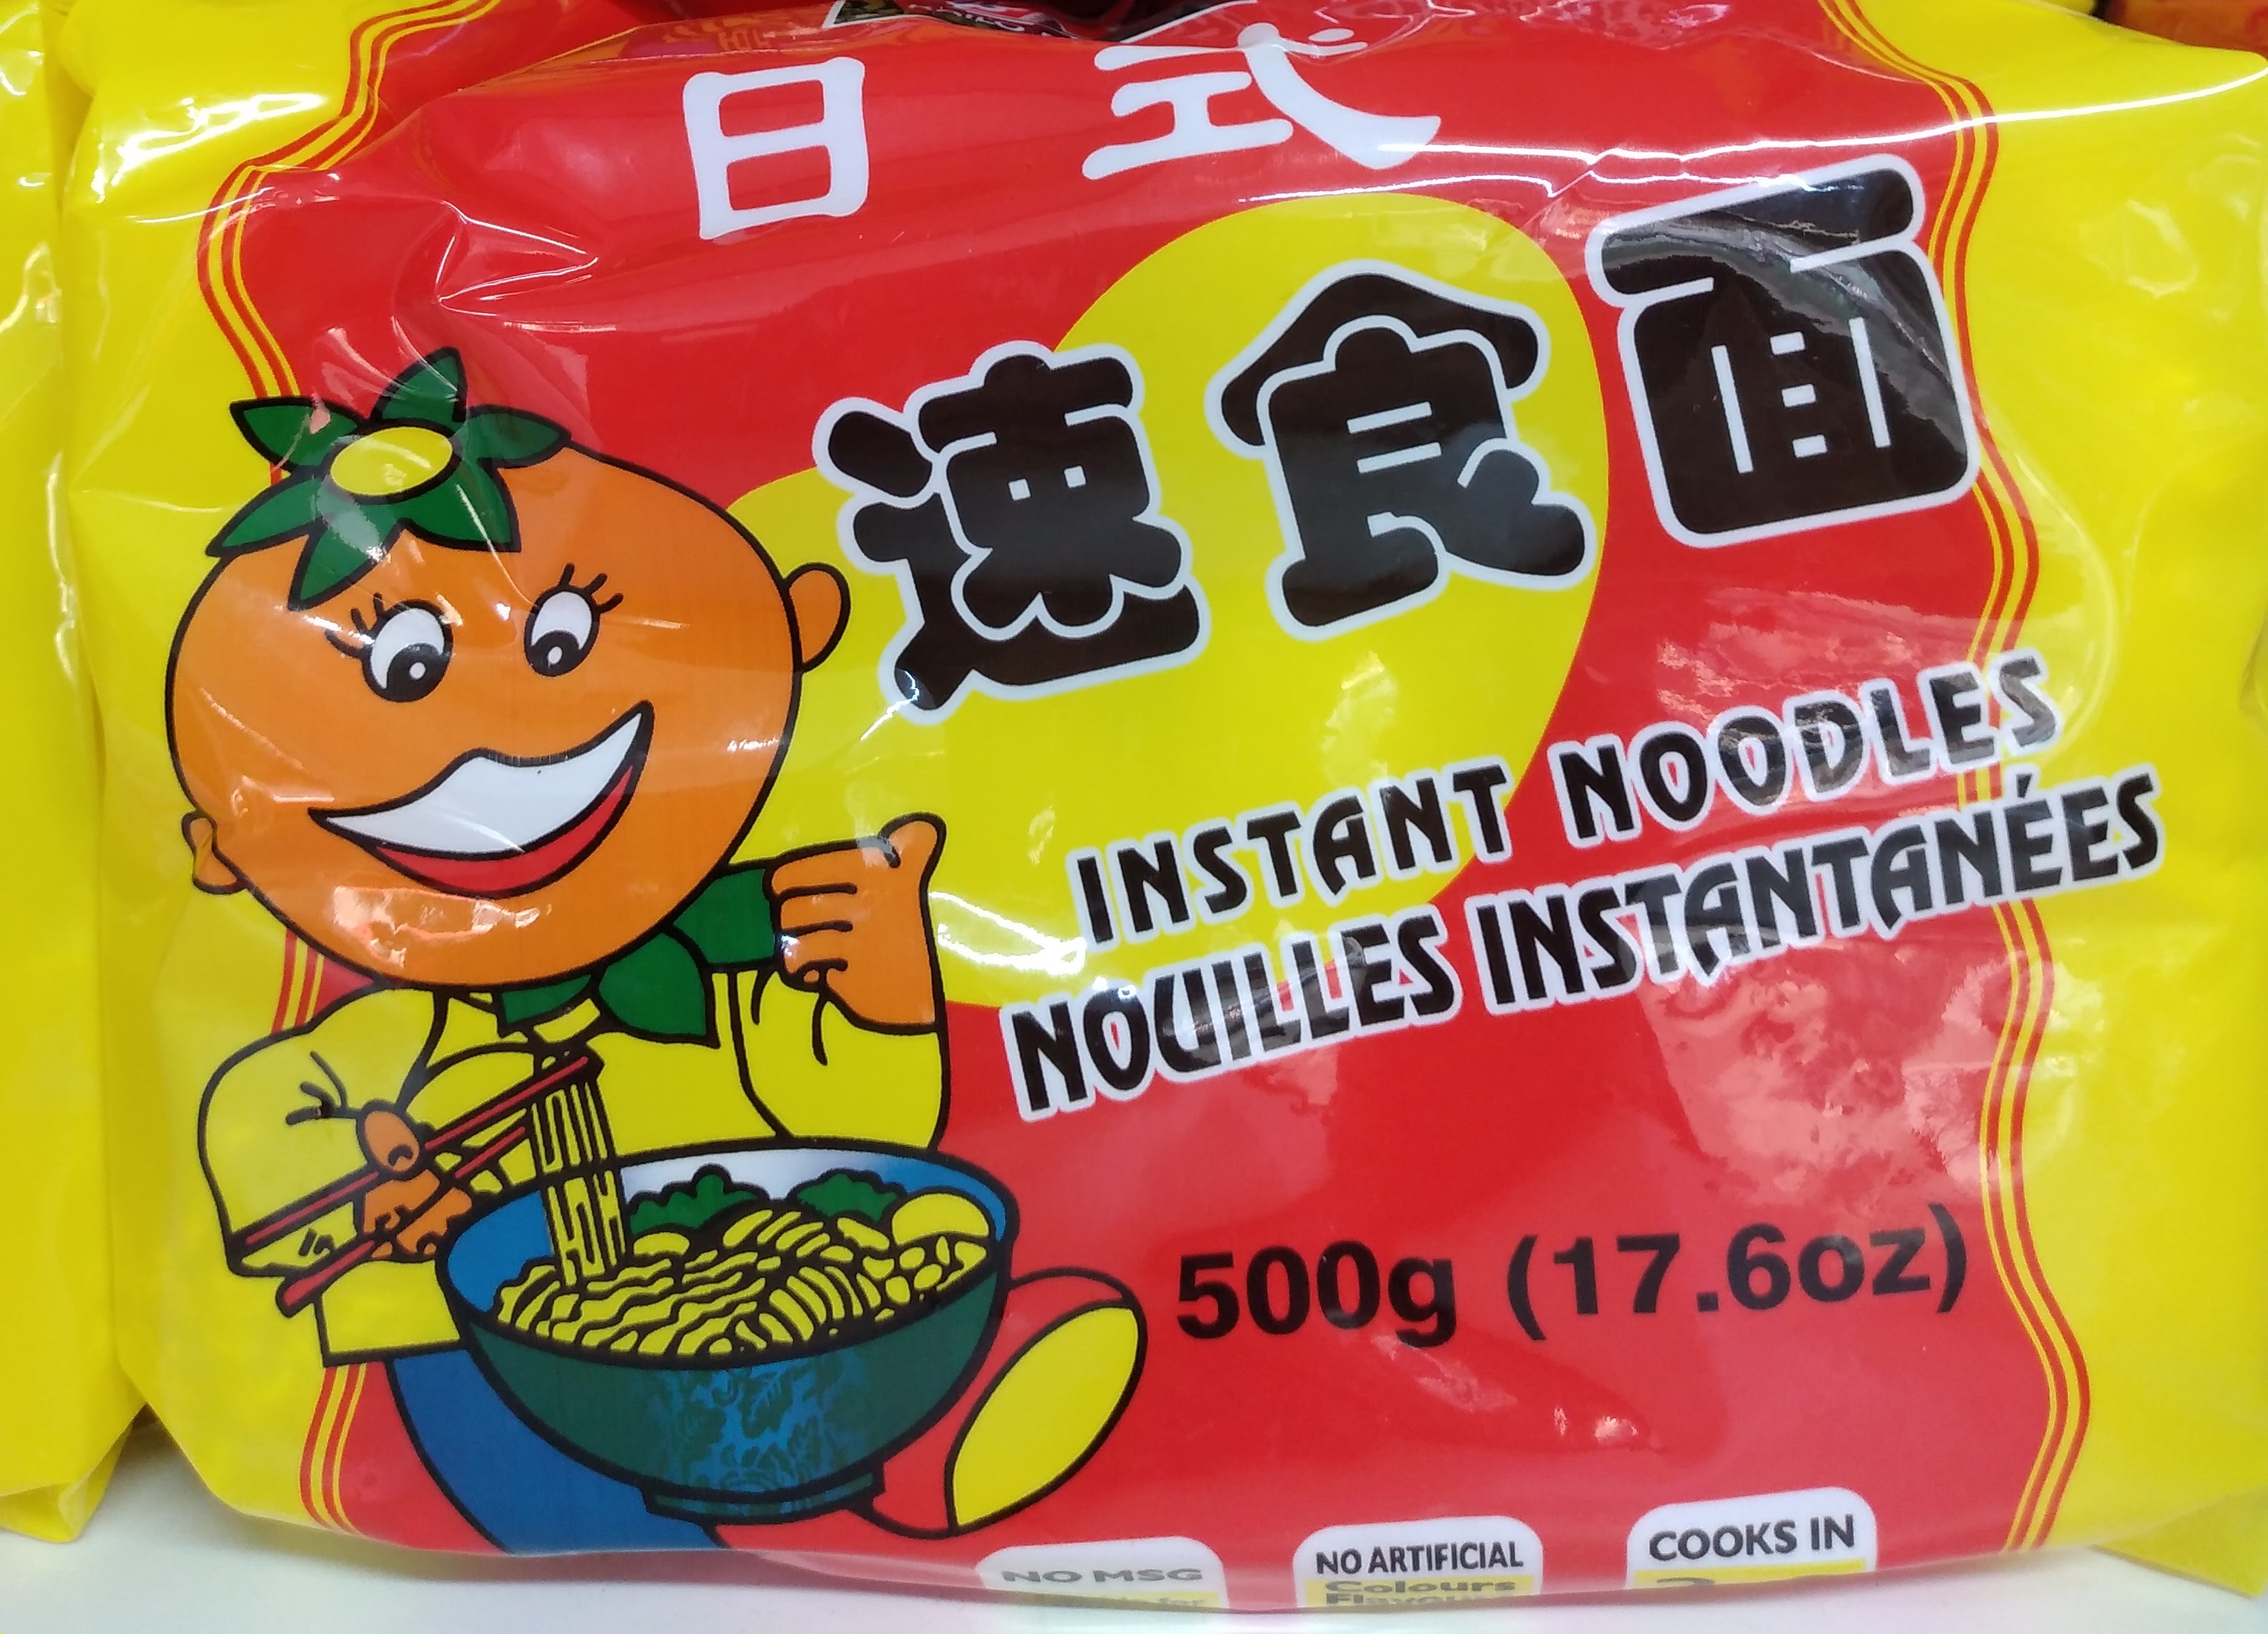 日 式
速食面
INSTANT NOODLES
NOUILLES INSTANTANÉES
500g (17.6oz)
NO MSG
NO ARTIFICIAL
Colours
COOKS IN